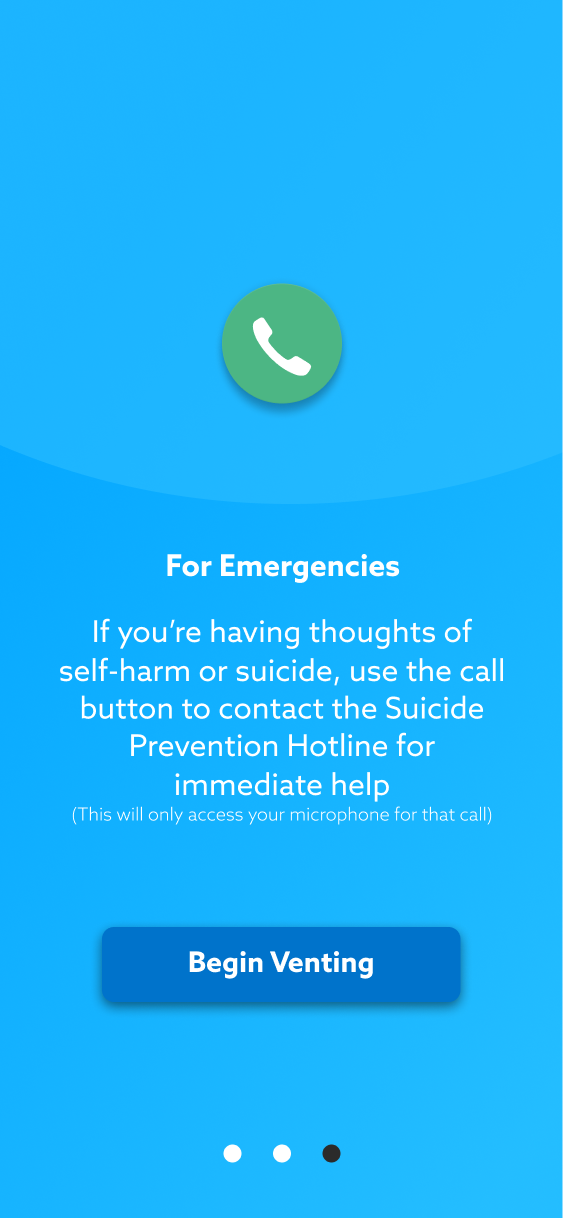 For Emergencies
If you’re having thoughts of
self-harm or suicide, use the call
button to contact the Suicide
Prevention Hotline for
immediate help
(This will only access your microphone for that call)
Begin Venting